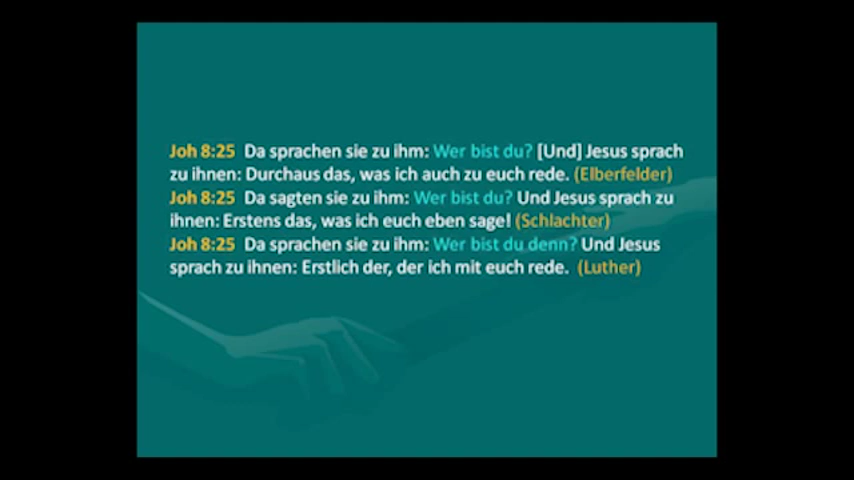 Joh 8:25 Da sprachen sie zu ihm: Wer bist du? [Und] Jesus sprach
zu ihnen: Durchaus das, was ich auch zu euch rede. (Elberfelder)
Joh 8:25 Da sagten sie zu ihm: Wer bist du? Und Jesus sprach zu
ihnen: Erstens das, was ich euch eben sage! (Schlachter)
Joh 8:25 Da sprachen sie zu ihm: Wer bist du denn? Und Jesus
sprach zu ihnen: Erstlich der, der ich mit euch rede. (Luther)